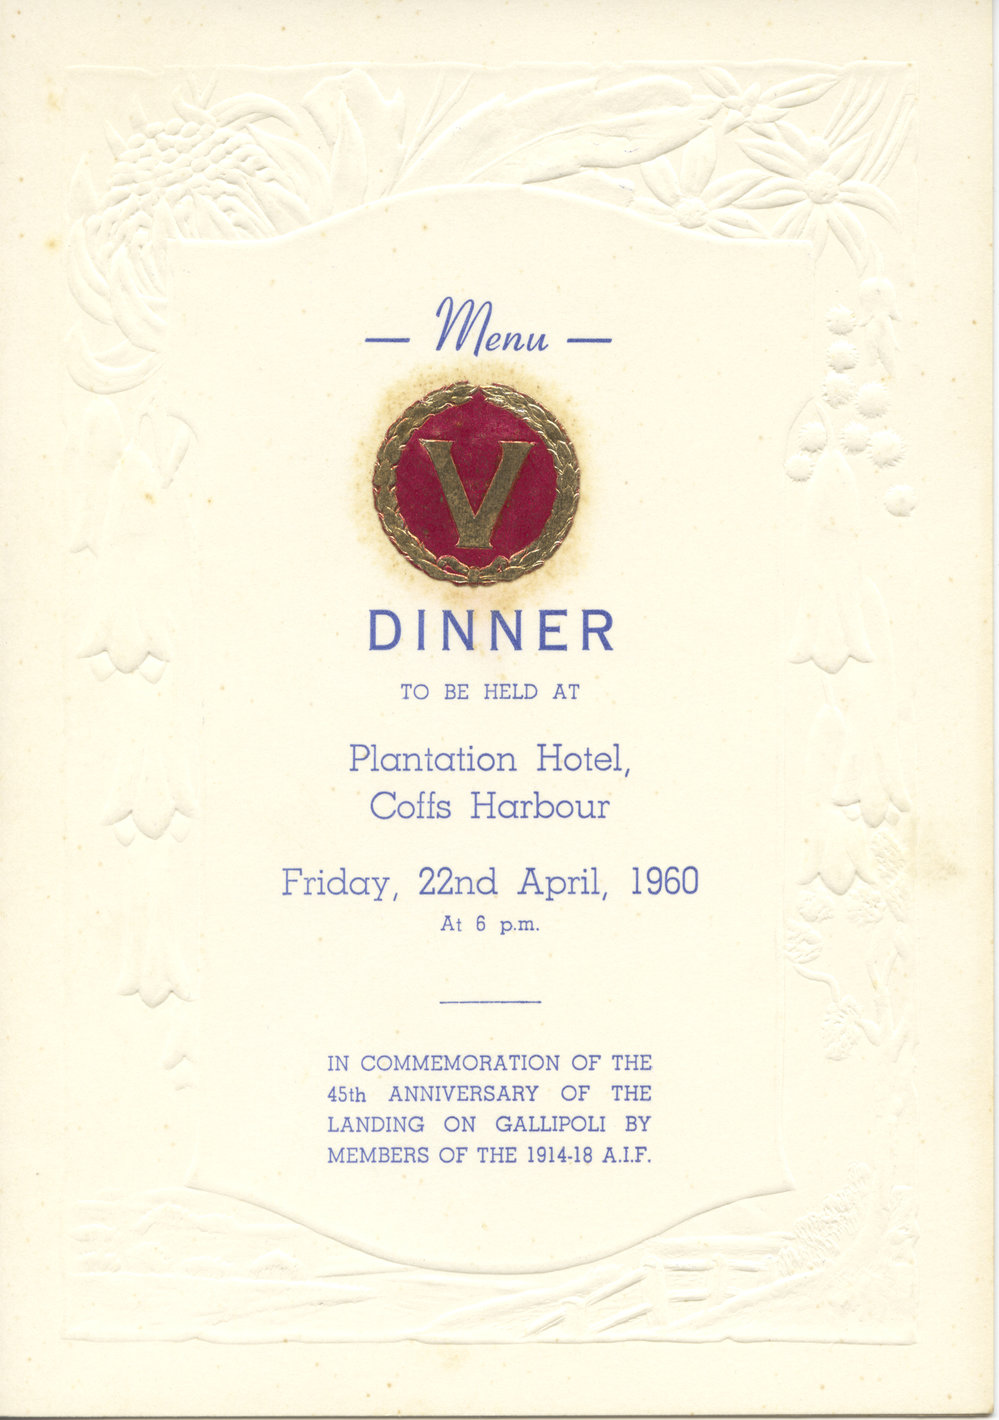 — Menu —
V
DINNER
TO BE HELD AT
Plantation Hotel,
Coffs Harbour
Friday, 22nd April, 1960
At 6 p.m.
IN COMMEMORATION OF THE
45th ANNIVERSARY OF THE
LANDING ON GALLIPOLI BY
MEMBERS OF THE 1914-18 A.I.F.